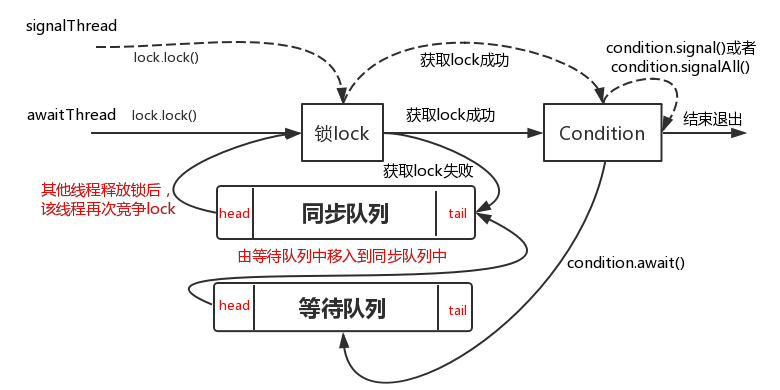 signalThread
lock.lock()
获取lock成功
condition.signal()或者
condition.signalAll()
awaitThread
lock.lock()
锁lock
获取lock成功
Condition
结束退出
获取lock失败
其他线程释放锁后，
该线程再次竞争lock
head
同步队列
tail
由等待队列中移入到同步队列中
condition.await()
head
等待队列
tail